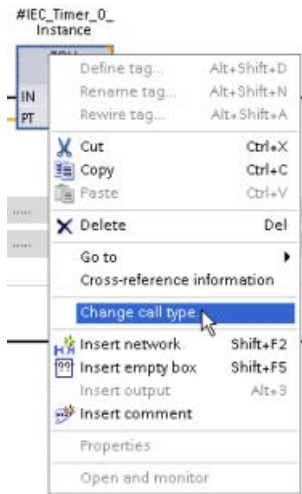 #IEC_Timer_0_
Instance
IN
PT
Define tag... Alt+Shift+D
Rename tag... Alt+Shift+N
Rewire tag... Alt+Shift+A
Cut Ctrl+X
Copy Ctrl+C
Paste Ctrl+V
Delete Del
Go to
Cross-reference information
Change call type...
Insert network Shift+F2
Insert empty box Shift+F5
Insert output Alt+3
Insert comment
Properties
Open and monitor